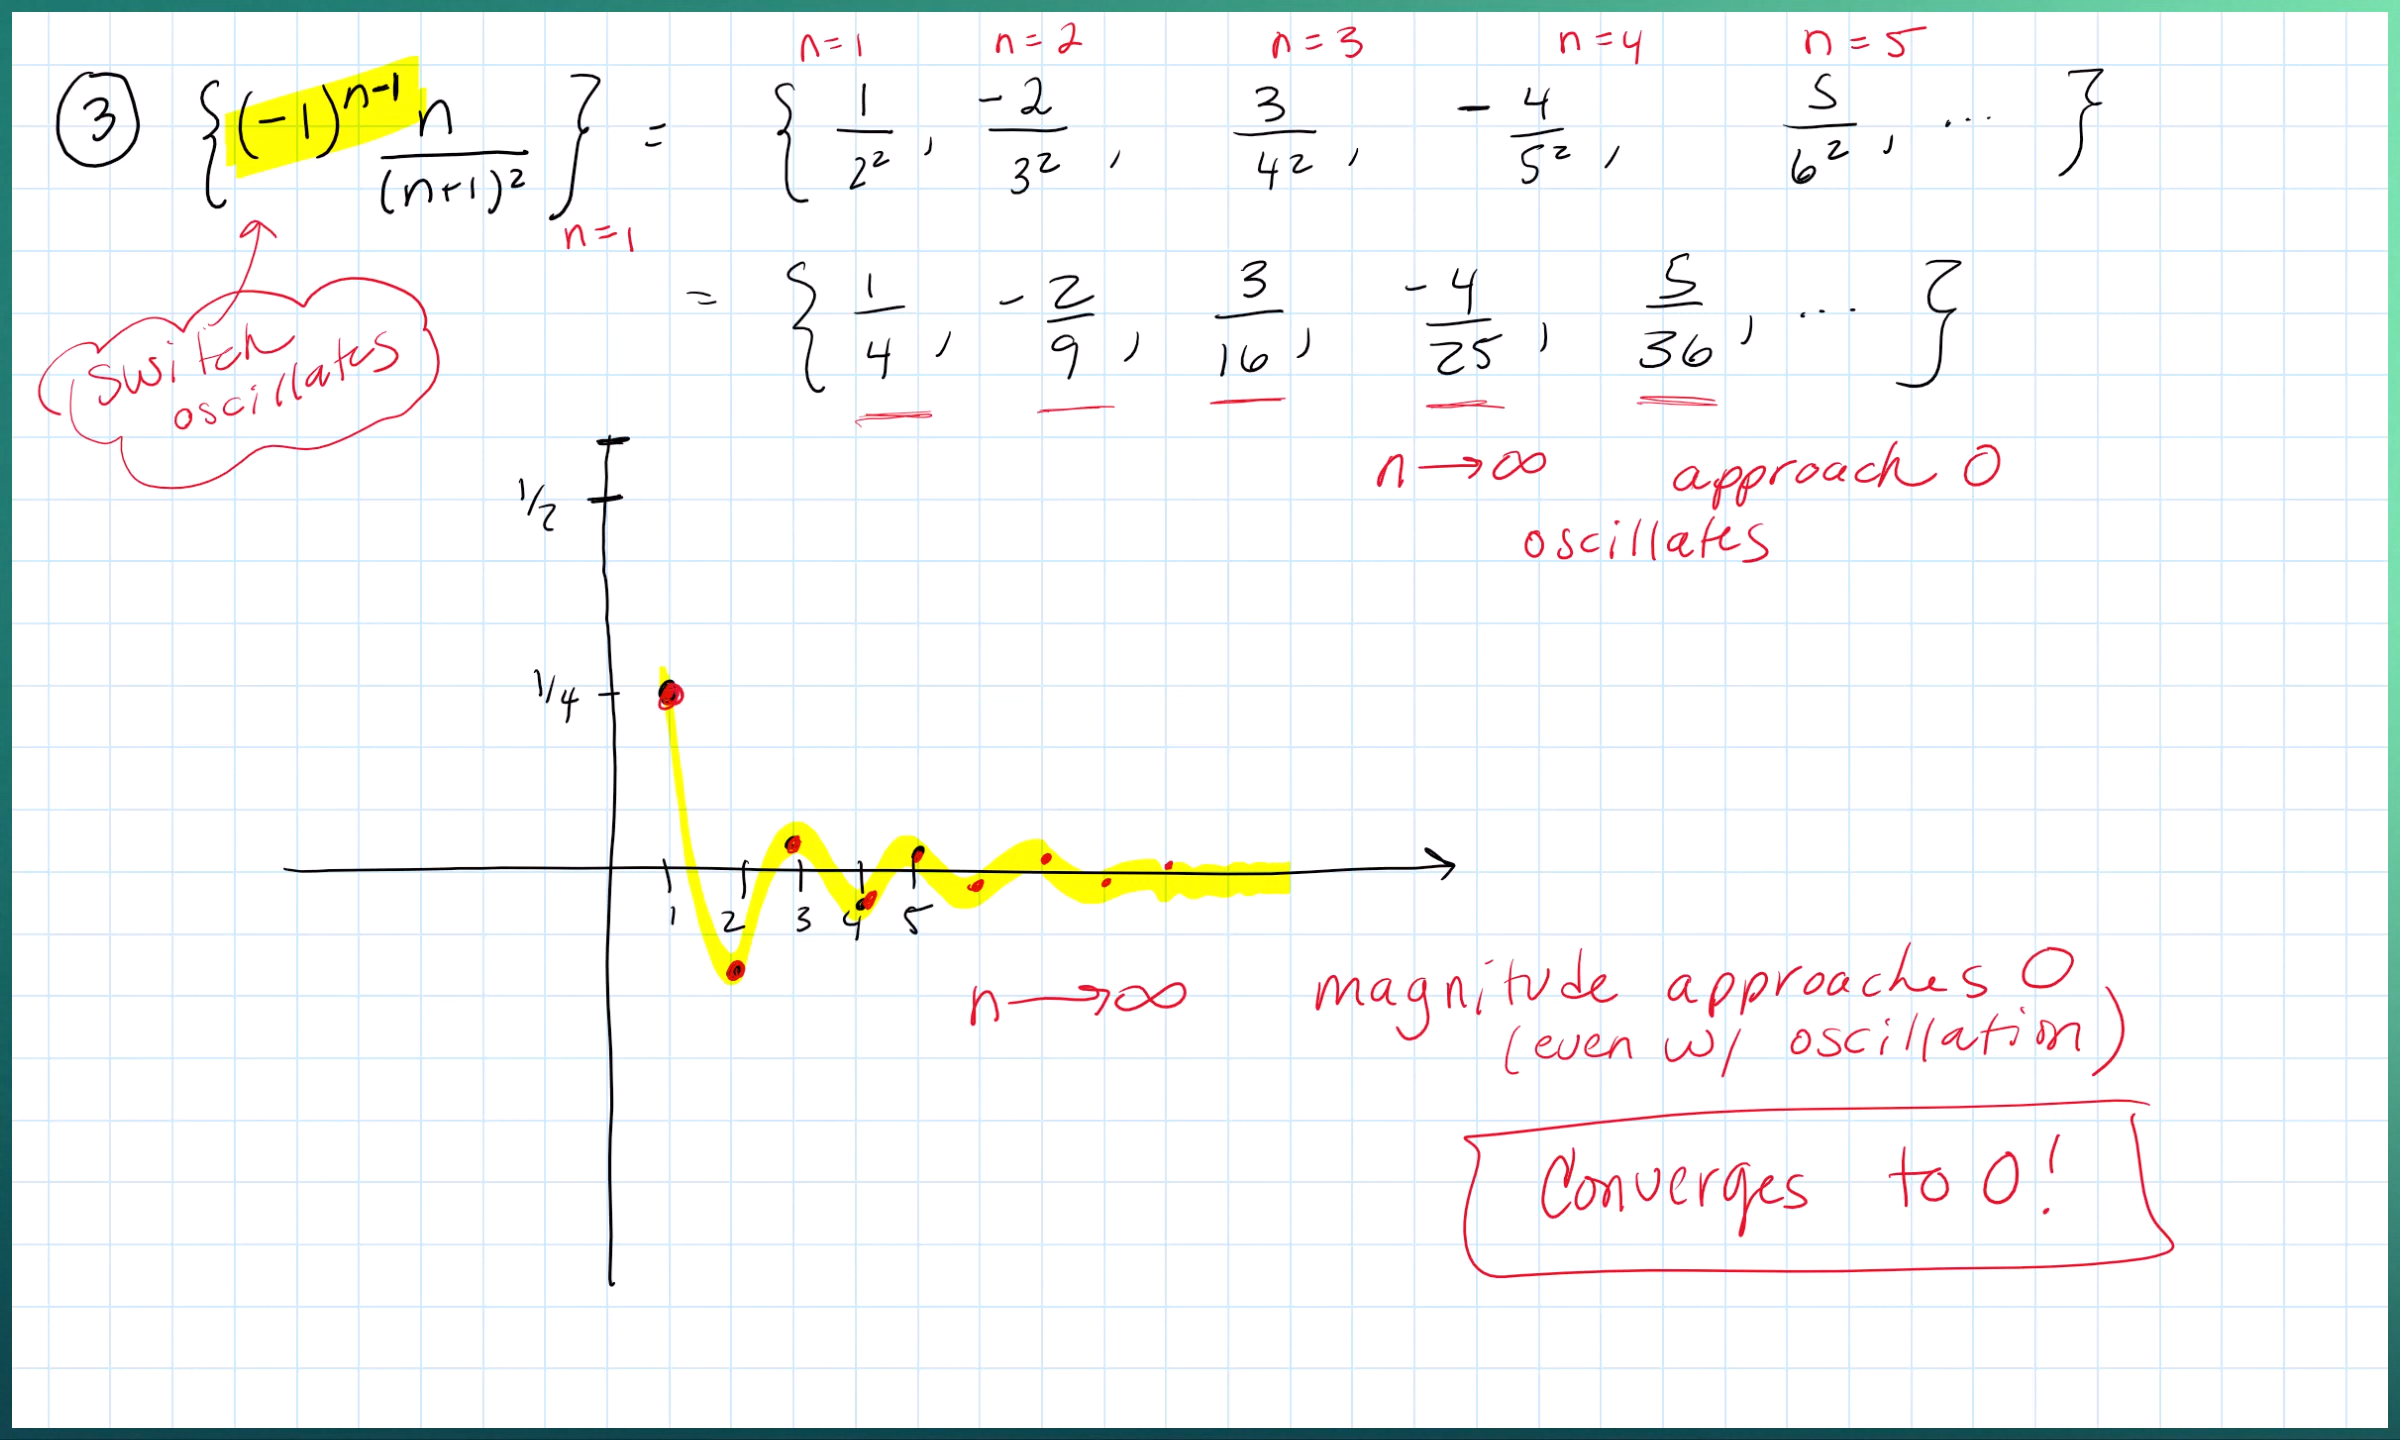 n=1 n=2 n=3 n=4 n=5
③ {(-1)^{n-1} n/(n+1)²}_{n=1} = {1/2², -2/3², 3/4², -4/5², 5/6², ...}
= {1/4, -2/9, 3/16, -4/25, 5/36, ...}
switch
oscillates
n→∞ approach 0
oscillates
1/2
1/4
1 2 3 4 5
n→∞ magnitude approaches 0
(even w/ oscillation)
Converges to 0!